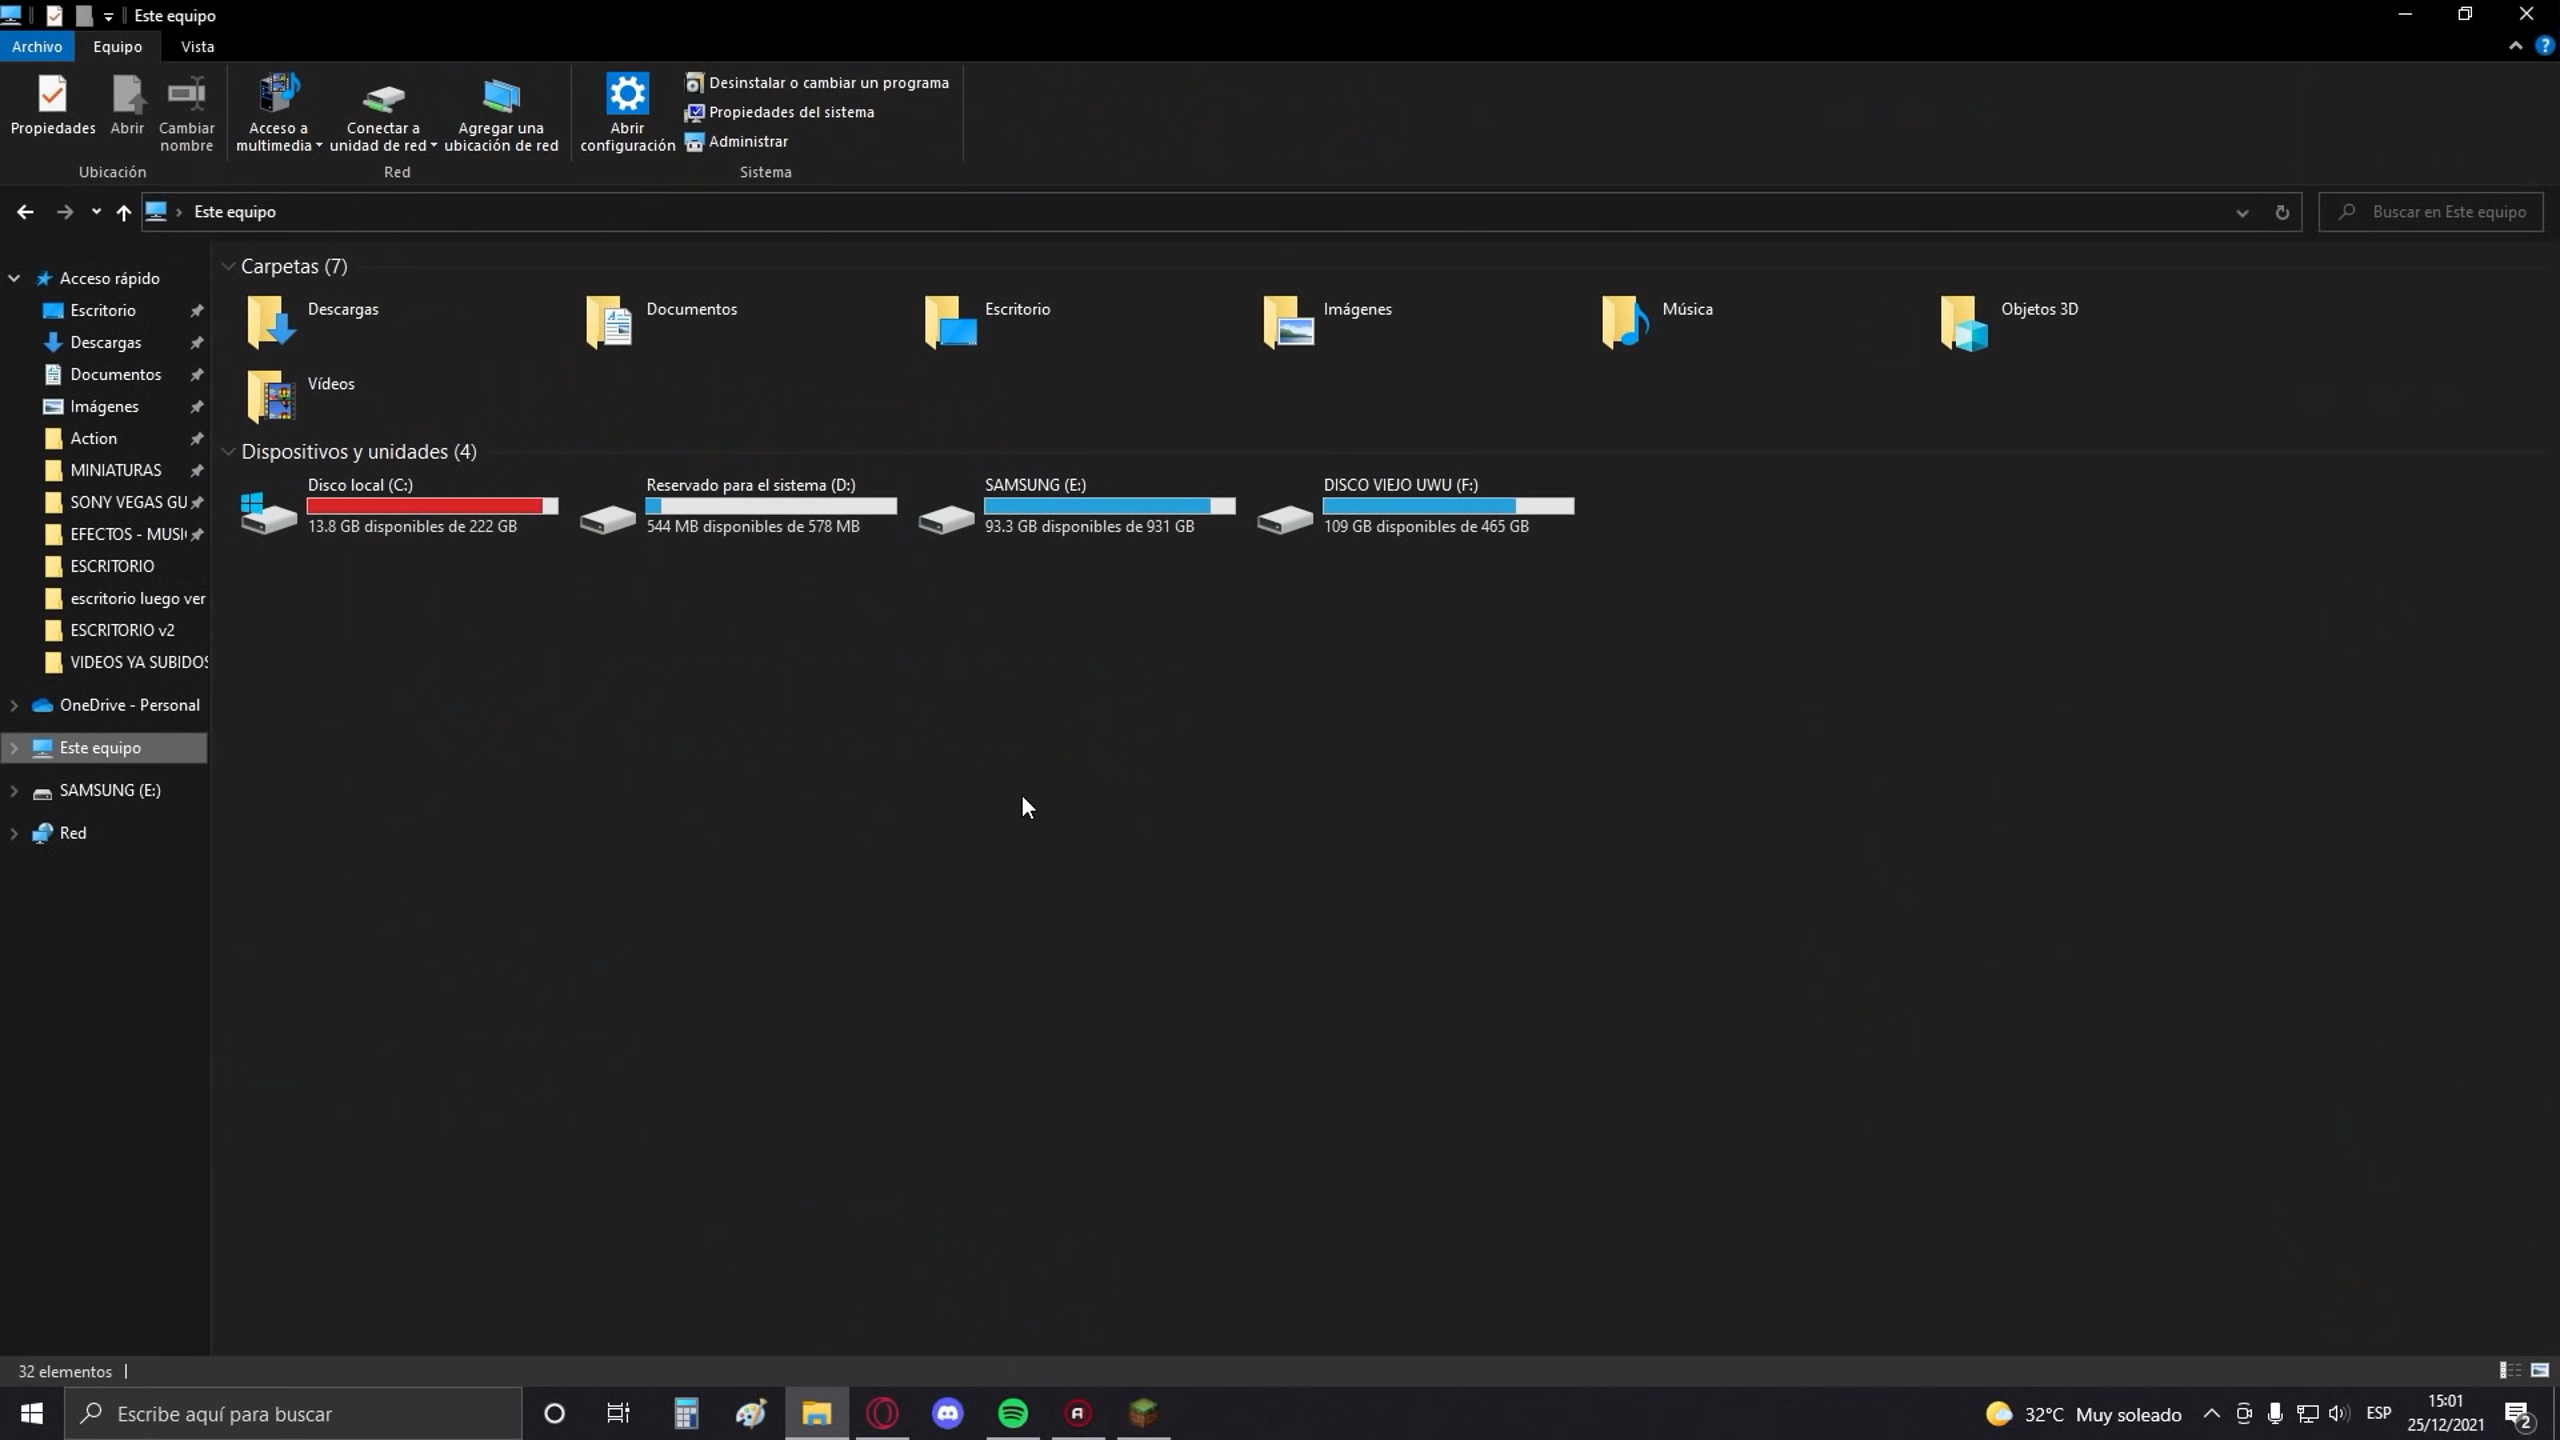 Este equipo
Archivo
Equipo
Vista
Propiedades
Abrir
Cambiar
nombre
Ubicación
Acceso a
multimedia
Conectar a
unidad de red
Agregar una
ubicación de red
Red
Abrir
configuración
Desinstalar o cambiar un programa
Propiedades del sistema
Administrar
Sistema
Este equipo
Buscar en Este equipo
Acceso rápido
Escritorio
Descargas
Documentos
Imágenes
Action
MINIATURAS
SONY VEGAS GU
EFECTOS - MUSI
ESCRITORIO
escritorio luego ver
ESCRITORIO v2
VIDEOS YA SUBIDOS
OneDrive - Personal
Este equipo
SAMSUNG (E:)
Red
Carpetas (7)
Descargas
Documentos
Escritorio
Imágenes
Música
Objetos 3D
Vídeos
Dispositivos y unidades (4)
Disco local (C:)
13.8 GB disponibles de 222 GB
Reservado para el sistema (D:)
544 MB disponibles de 578 MB
SAMSUNG (E:)
93.3 GB disponibles de 931 GB
DISCO VIEJO UWU (F:)
109 GB disponibles de 465 GB
32 elementos
Escribe aquí para buscar
32°C Muy soleado
ESP
15:01
25/12/2021
2